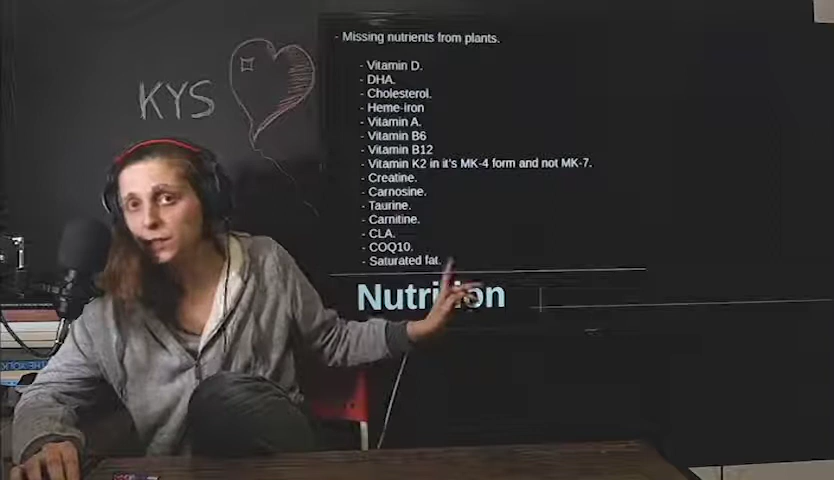 - Missing nutrients from plants.
- Vitamin D.
- DHA.
- Cholesterol.
- Heme-iron
- Vitamin A.
- Vitamin B6
- Vitamin B12
- Vitamin K2 in it's MK-4 form and not MK-7.
- Creatine.
- Carnosine.
- Taurine.
- Carnitine.
- CLA.
- COQ10.
- Saturated fat.
KYS
Nutrition